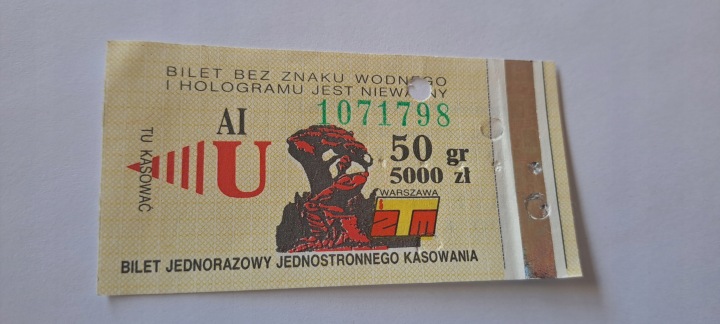 BILET BEZ ZNAKU WODNEGO
I HOLOGRAMU JEST NIEWAŻNY
1071798
AI
U
TU KASOWAĆ
50 gr
5000 zł
WARSZAWA
ZTM
BILET JEDNORAZOWY JEDNOSTRONNEGO KASOWANIA